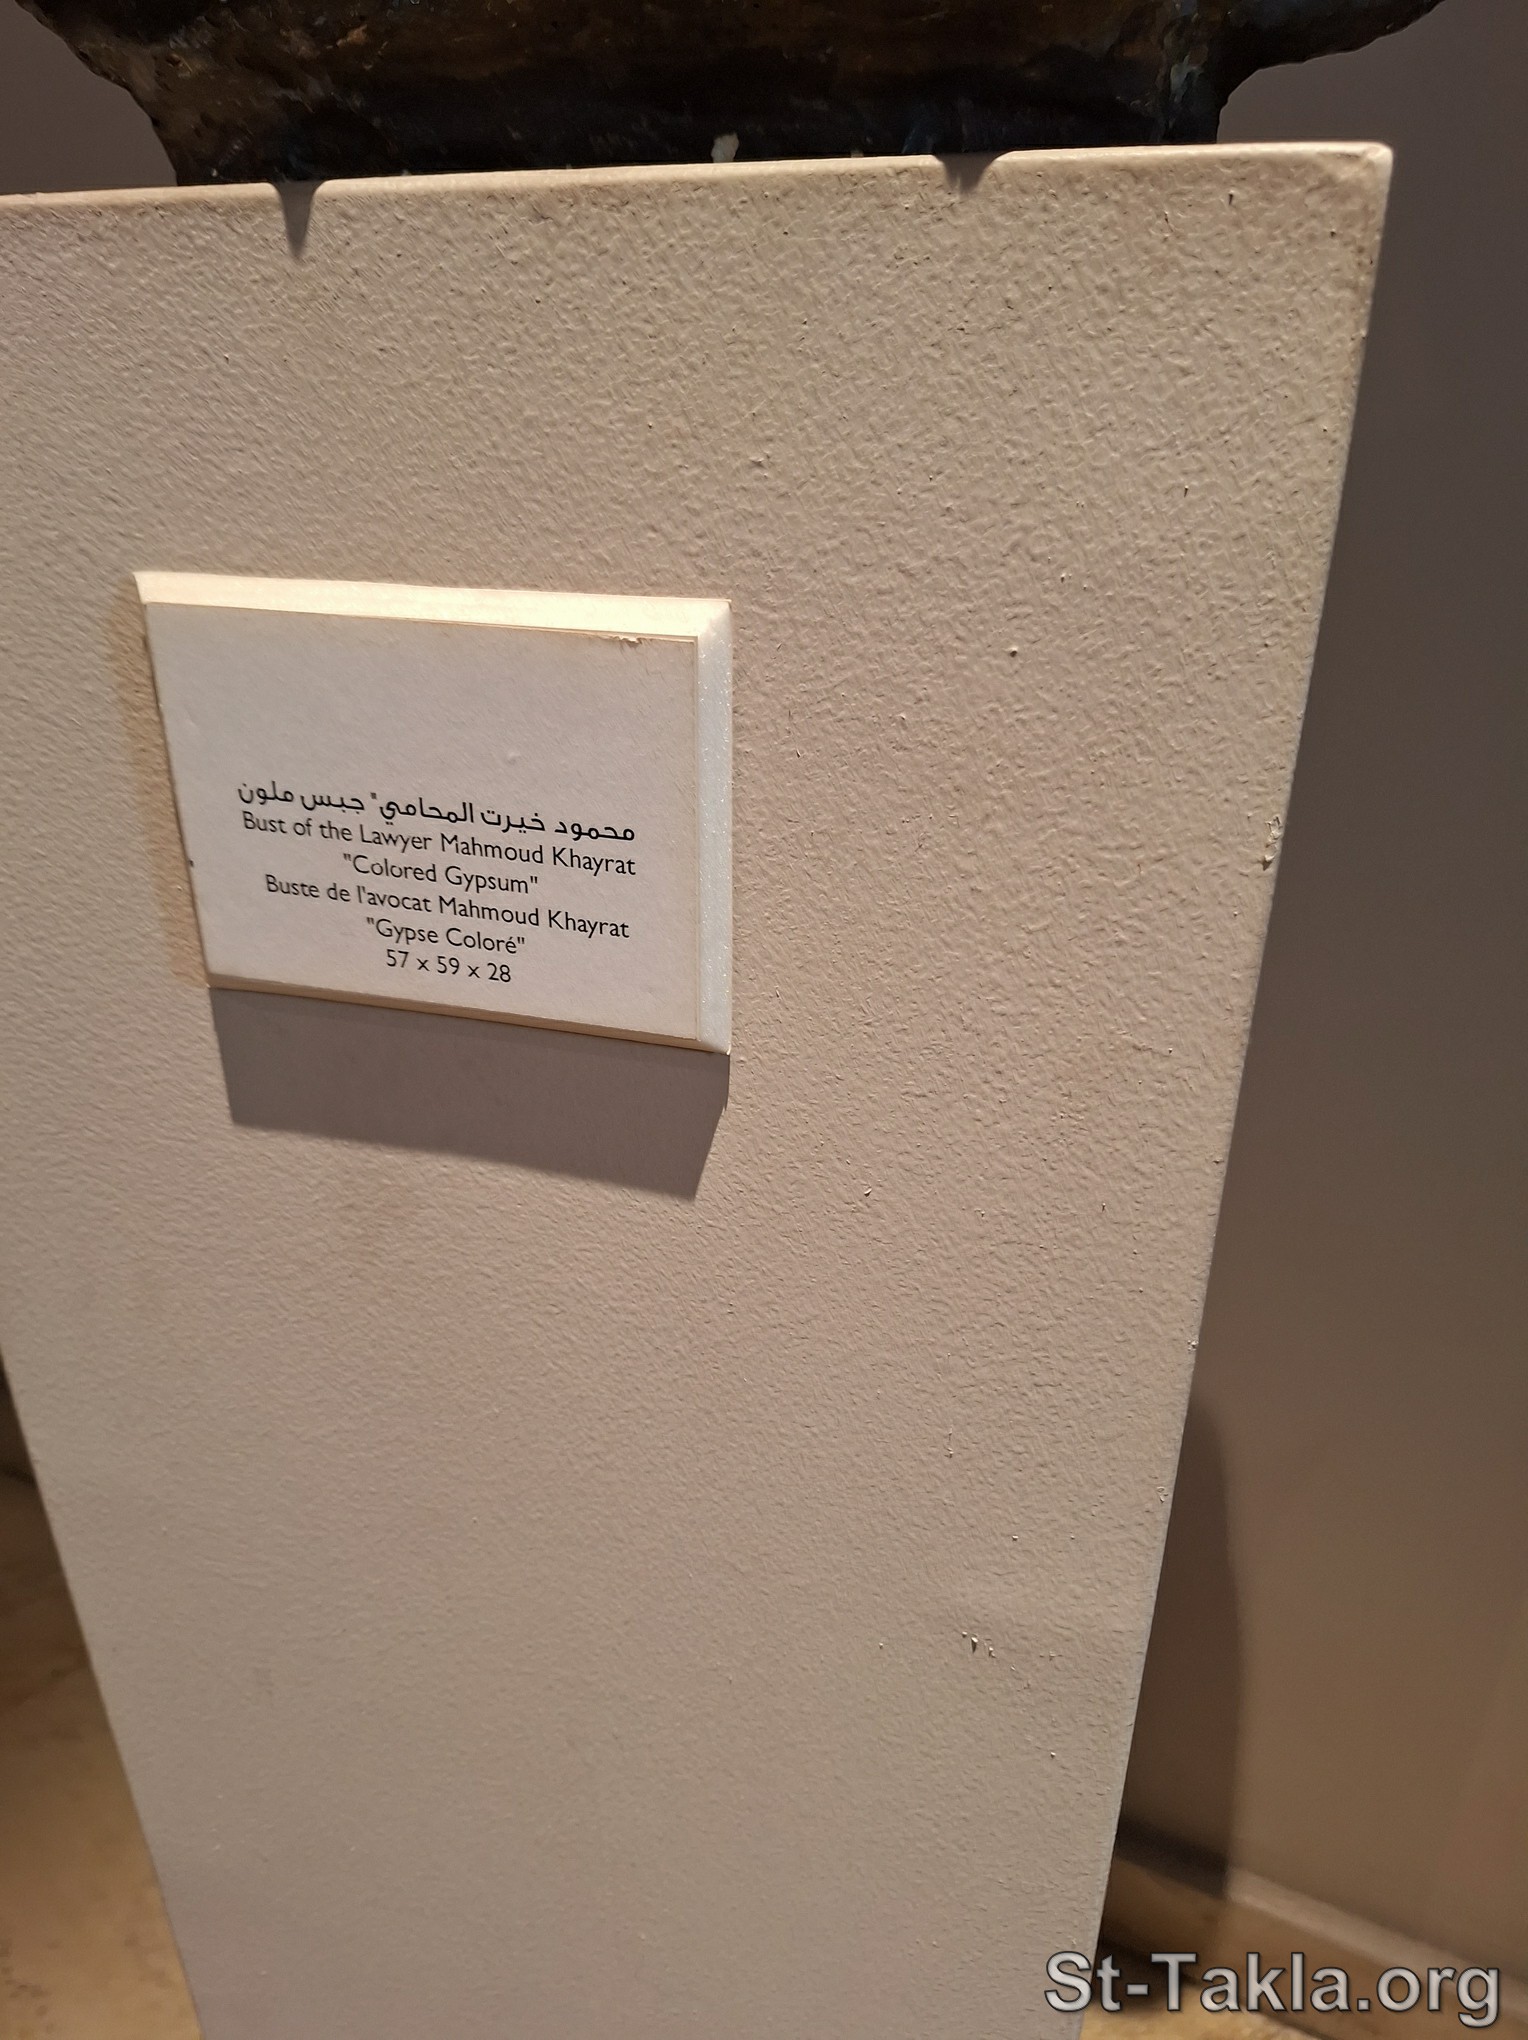 محمود خيرت المحامي" جبس ملون
Bust of the Lawyer Mahmoud Khayrat
"Colored Gypsum"
Buste de l'avocat Mahmoud Khayrat
"Gypse Coloré"
57 x 59 x 28
St-Takla.org